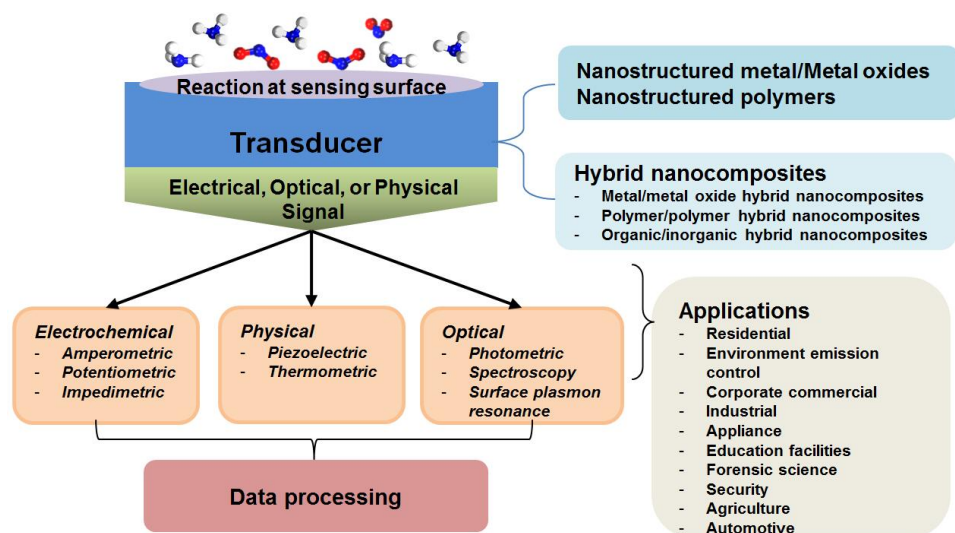 Reaction at sensing surface
Transducer
Electrical, Optical, or Physical
Signal
Nanostructured metal/Metal oxides
Nanostructured polymers
Hybrid nanocomposites
- Metal/metal oxide hybrid nanocomposites
- Polymer/polymer hybrid nanocomposites
- Organic/inorganic hybrid nanocomposites
Electrochemical
- Amperometric
- Potentiometric
- Impedimetric
Physical
- Piezoelectric
- Thermometric
Optical
- Photometric
- Spectroscopy
- Surface plasmon
resonance
Applications
- Residential
- Environment emission
control
- Corporate commercial
- Industrial
- Appliance
- Education facilities
- Forensic science
- Security
- Agriculture
- Automotive
Data processing